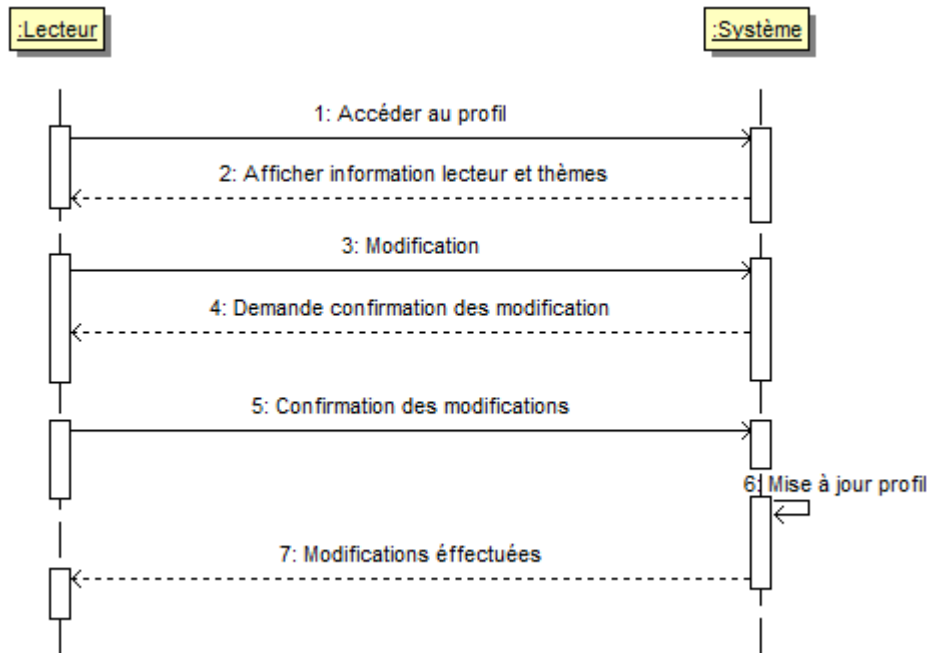 :Lecteur
:Système
1: Accéder au profil
2: Afficher information lecteur et thèmes
3: Modification
4: Demande confirmation des modification
5: Confirmation des modifications
6: Mise à jour profil
7: Modifications éffectuées